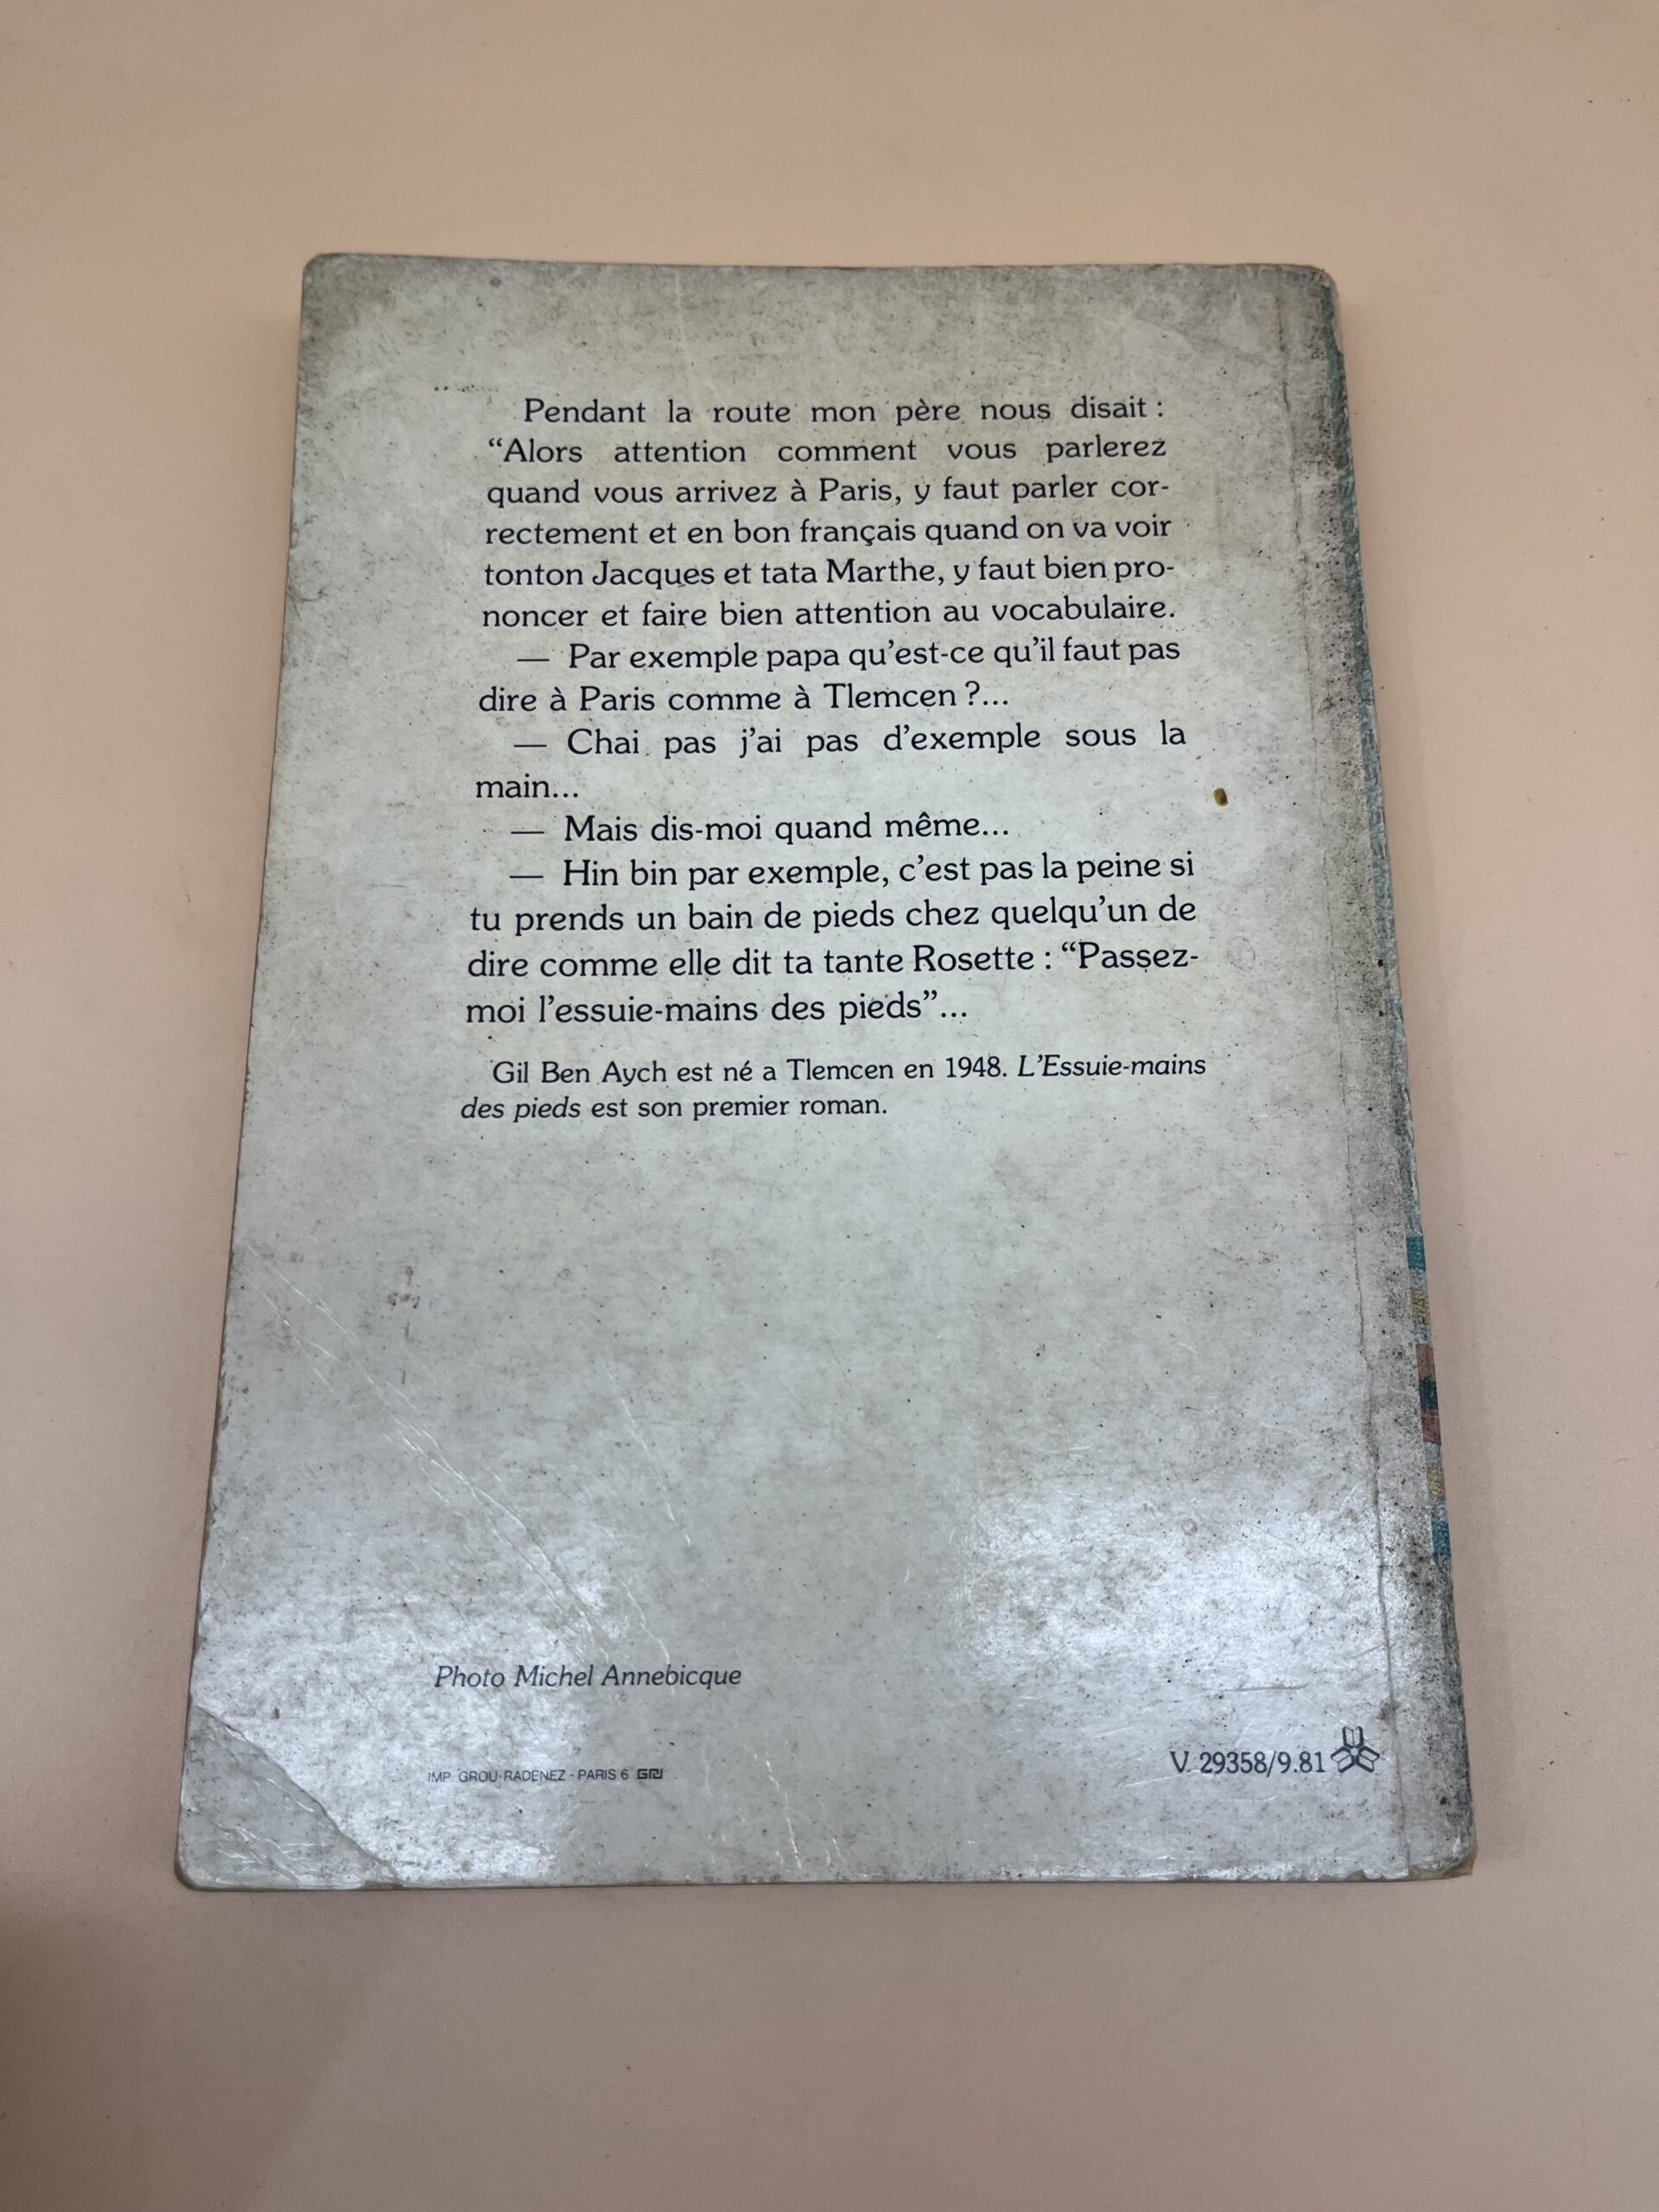 Pendant la route mon père nous disait :
“Alors attention comment vous parlerez
quand vous arrivez à Paris, y faut parler cor-
rectement et en bon français quand on va voir
tonton Jacques et tata Marthe, y faut bien pro-
noncer et faire bien attention au vocabulaire.
— Par exemple papa qu’est-ce qu’il faut pas
dire à Paris comme à Tlemcen ?...
— Chai pas j’ai pas d’exemple sous la
main...
— Mais dis-moi quand même...
— Hin bin par exemple, c’est pas la peine si
tu prends un bain de pieds chez quelqu’un de
dire comme elle dit ta tante Rosette : “Passez-
moi l’essuie-mains des pieds”...
Gil Ben Aych est né a Tlemcen en 1948. L’Essuie-mains
des pieds est son premier roman.
Photo Michel Annebicque
IMP GROU-RADENEZ - PARIS 6 GRJ
V. 29358/9.81